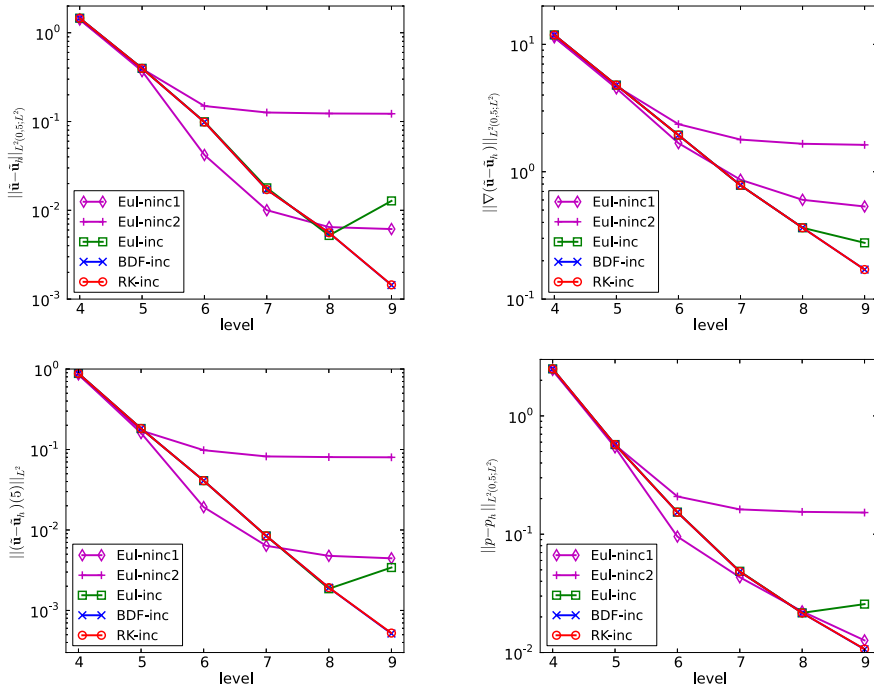 10⁰
10⁻¹
10⁻²
10⁻³
||ũ−ũ_h||_{L²(0,5;L²)}
Eul-ninc1
Eul-ninc2
Eul-inc
BDF-inc
RK-inc
4 5 6 7 8 9
level
10¹
10⁰
10⁻¹
||∇(ũ−ũ_h)||_{L²(0,5;L²)}
Eul-ninc1
Eul-ninc2
Eul-inc
BDF-inc
RK-inc
4 5 6 7 8 9
level
10⁰
10⁻¹
10⁻²
10⁻³
||(ũ−ũ_h)(5)||_{L²}
Eul-ninc1
Eul-ninc2
Eul-inc
BDF-inc
RK-inc
4 5 6 7 8 9
level
10⁰
10⁻¹
10⁻²
||p−p_h||_{L²(0,5;L²)}
Eul-ninc1
Eul-ninc2
Eul-inc
BDF-inc
RK-inc
4 5 6 7 8 9
level